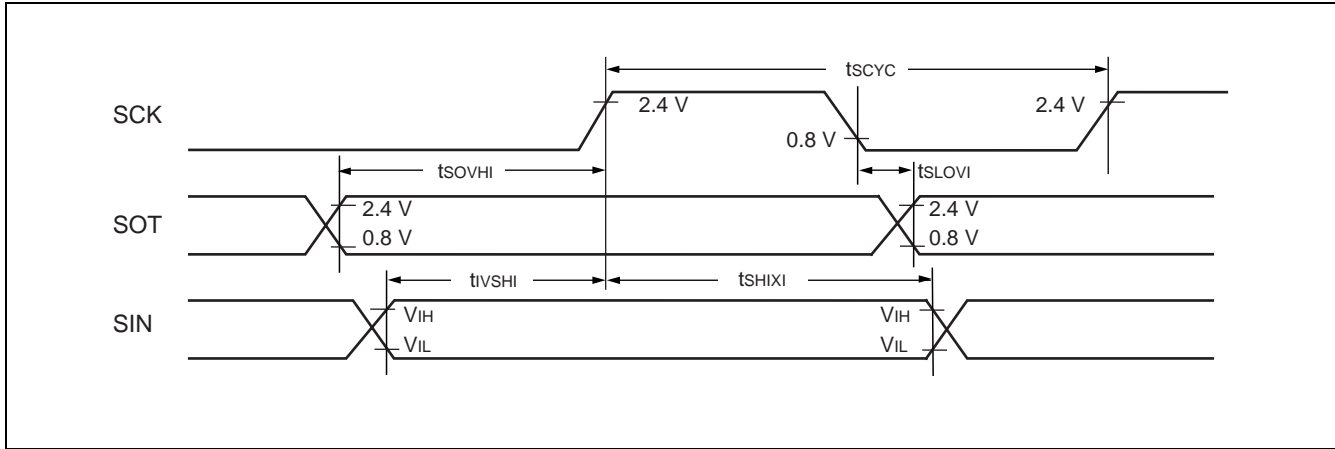 tSCYC
SCK
2.4 V
2.4 V
0.8 V
tSOVHI
tSLOVI
SOT
2.4 V
2.4 V
0.8 V
0.8 V
tIVSHI
tSHIXI
SIN
VIH
VIH
VIL
VIL